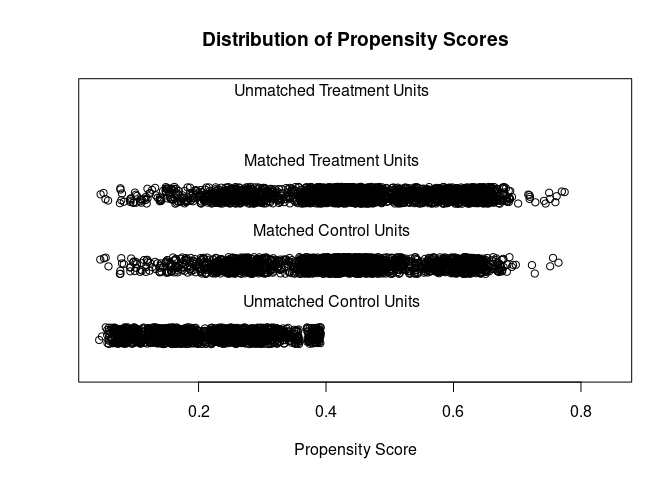 Distribution of Propensity Scores
Unmatched Treatment Units
Matched Treatment Units
Matched Control Units
Unmatched Control Units
0.2 0.4 0.6 0.8
Propensity Score